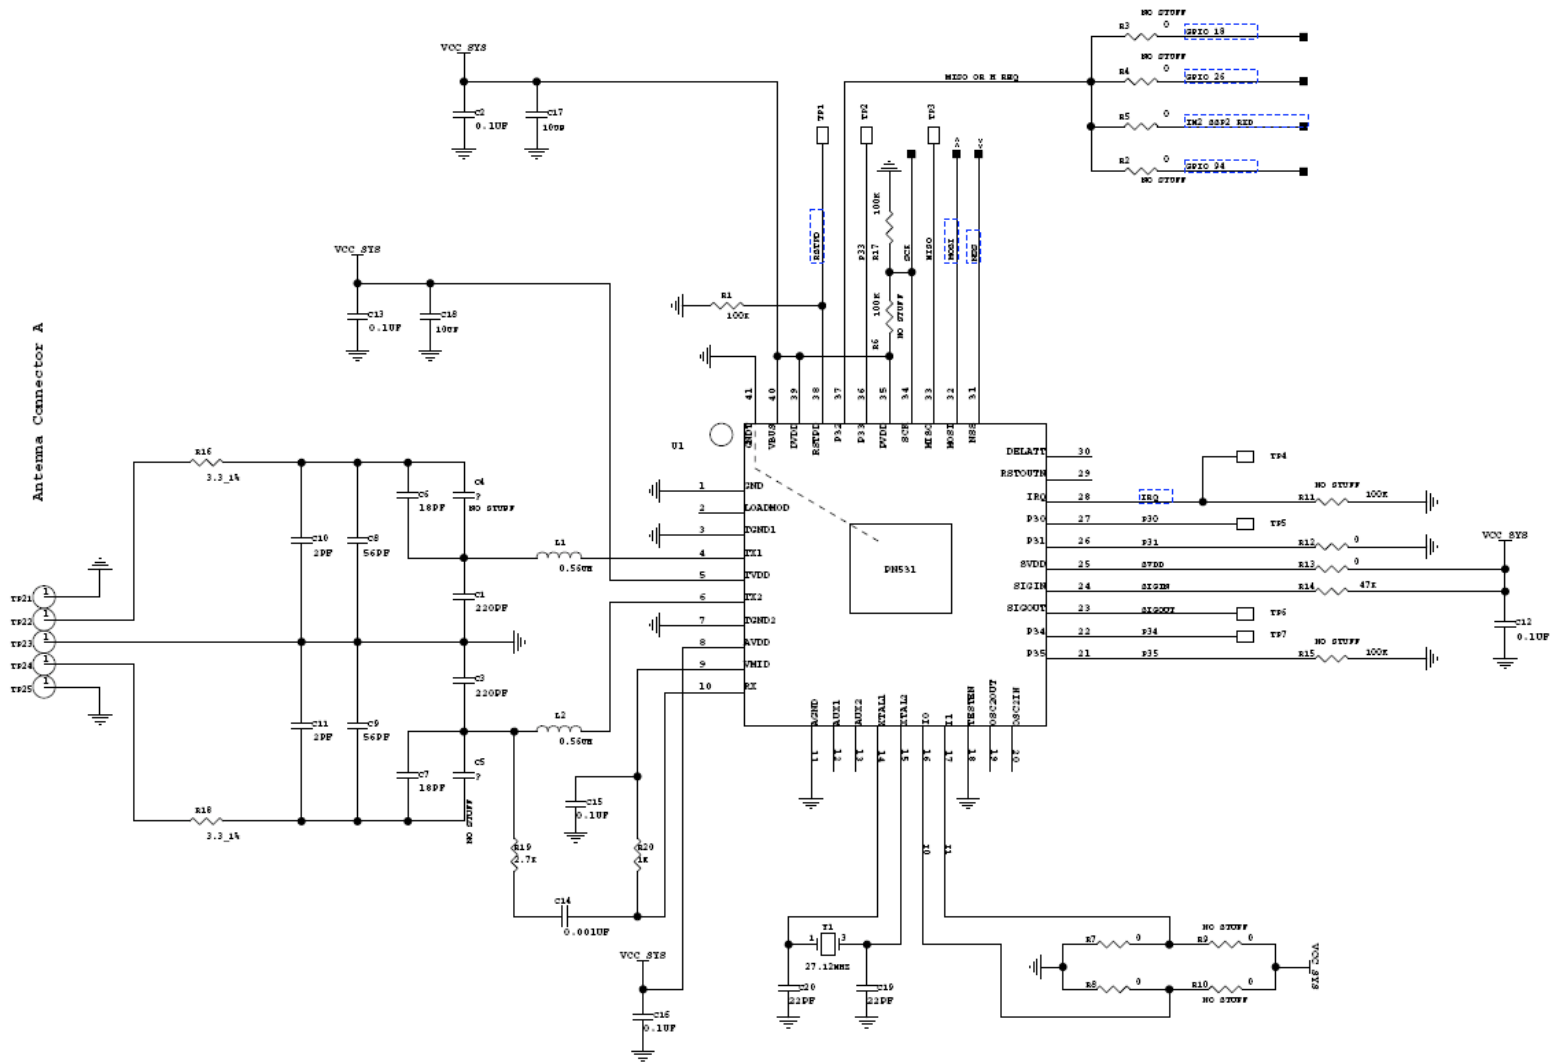 NO STUFF
R3 0 GPIO 18
NO STUFF
R4 0 GPIO 26
MISO OR H REQ
R5 0
R2 0 GPIO 94
NO STUFF
VCC_SYS
C2
0.1UF
C17
10UF
TP1
TP2
TP3
>>
<<
100K
R17
RSTPD
P33
SCK
MISO
MOSI
NSS
VCC_SYS
C13
0.1UF
C18
10UF
R1
100k
100K
NO STUFF
R6
Antenna Connector A
41
40
39
38
37
36
35
34
33
32
31
U1
VBUS
DVDD
RSTPD
P32
P33
PVDD
SCK
MISO
MOSI
NSS
R16
3.3_1%
C6
18PF
C4
?
NO STUFF
C10
2PF
C8
56PF
L1
0.56UH
C1
220PF
TP21 1
TP22 1
TP23 1
TP24 1
TP25 1
C3
220PF
C11
2PF
C9
56PF
L2
0.56UH
C7
18PF
C5
?
NO STUFF
R18
3.3_1%
1 GND
2 LOADMOD
3 TGND1
4 TX1
5 TVDD
6 TX2
7 TGND2
8 AVDD
9 VMID
10 RX
PN531
DELATT 30
RSTOUTN 29
IRQ 28 IRQ
P30 27 P30
P31 26 P31
SVDD 25 SVDD
SIGIN 24 SIGIN
SIGOUT 23 SIGOUT
P34 22 P34
P35 21 P35
TP4
NO STUFF
R11 100K
TP5
R12 0
R13 0
R14 47K
TP6
TP7
NO STUFF
R15 100K
VCC_SYS
C12
0.1UF
AGND
AUX1
AUX2
XTAL1
XTAL2
I0
I1
TESTEN
OSC2OUT
OSC2IN
11
12
13
14
15
16
17
18
19
20
C15
0.1UF
R19
2.7K
R20
1K
C14
0.001UF
VCC_SYS
C16
0.1UF
I0
I1
Y1
1 3
27.12MHZ
C20
22PF
C19
22PF
R7 0
NO STUFF
R9 0
R8 0
R10 0
NO STUFF
VCC_SYS